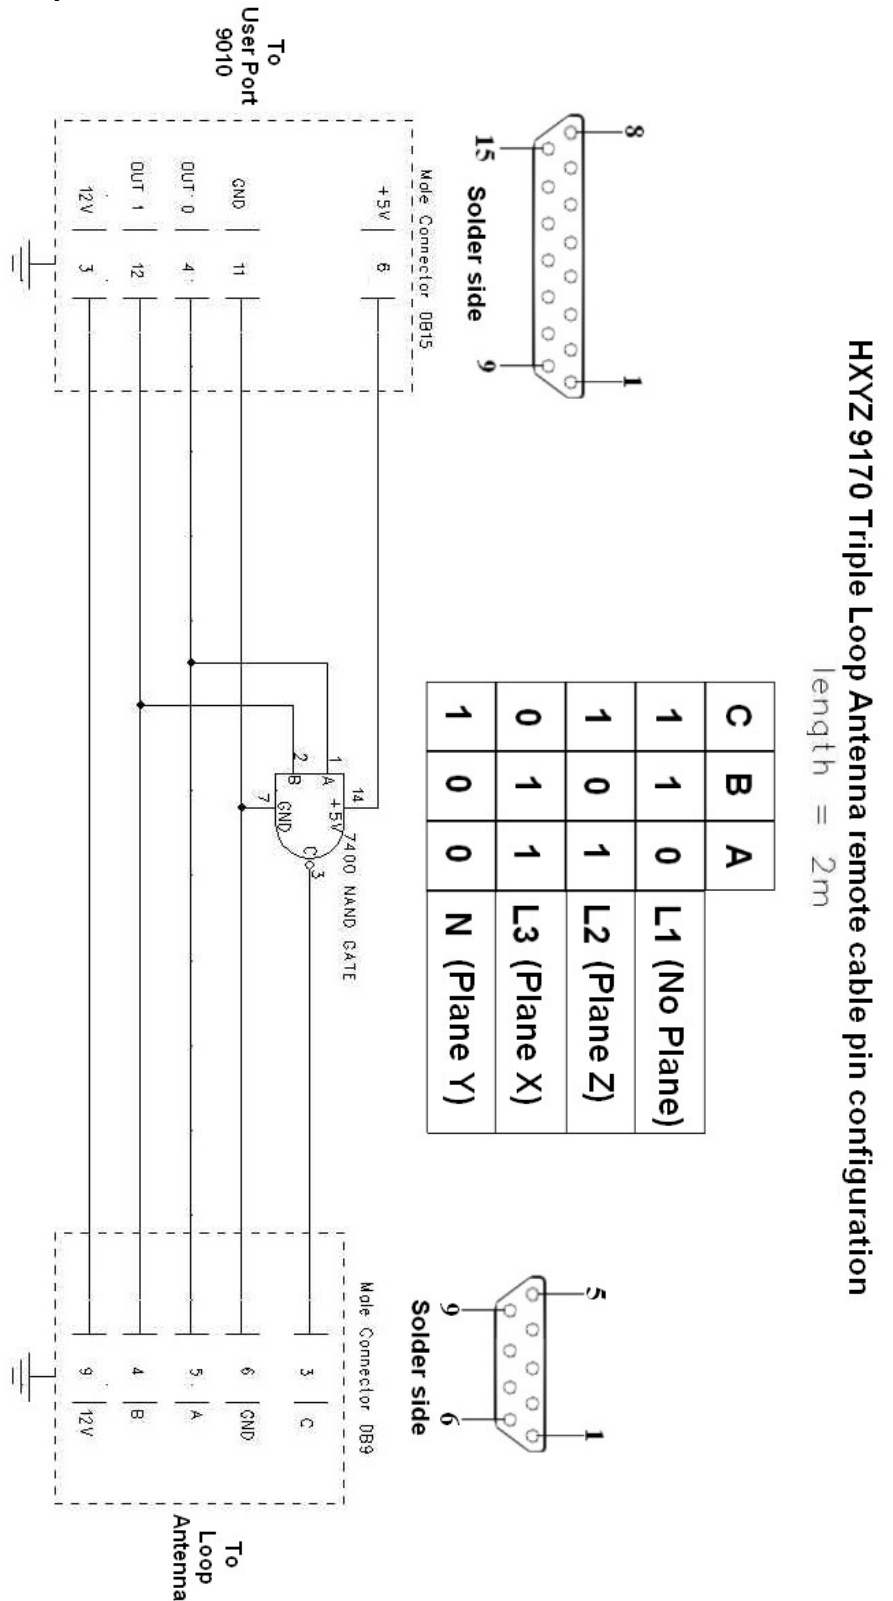 HXYZ 9170 Triple Loop Antenna remote cable pin configuration
length = 2m
C B A
1 1 0 L1 (No Plane)
1 0 1 L2 (Plane Z)
0 1 1 L3 (Plane X)
1 0 0 N (Plane Y)
8
1
15
9
Solder side
5
1
9
6
Solder side
Male Connector DB15
To
User Port
9010
+5V 6
GND 11
OUT 0 4
OUT 1 12
12V 3
7400 NAND GATE
14
+5V
1
A
2
B
7
GND
C
3
Male Connector DB9
3 C
6 GND
5 A
4 B
9 12V
To
Loop
Antenna